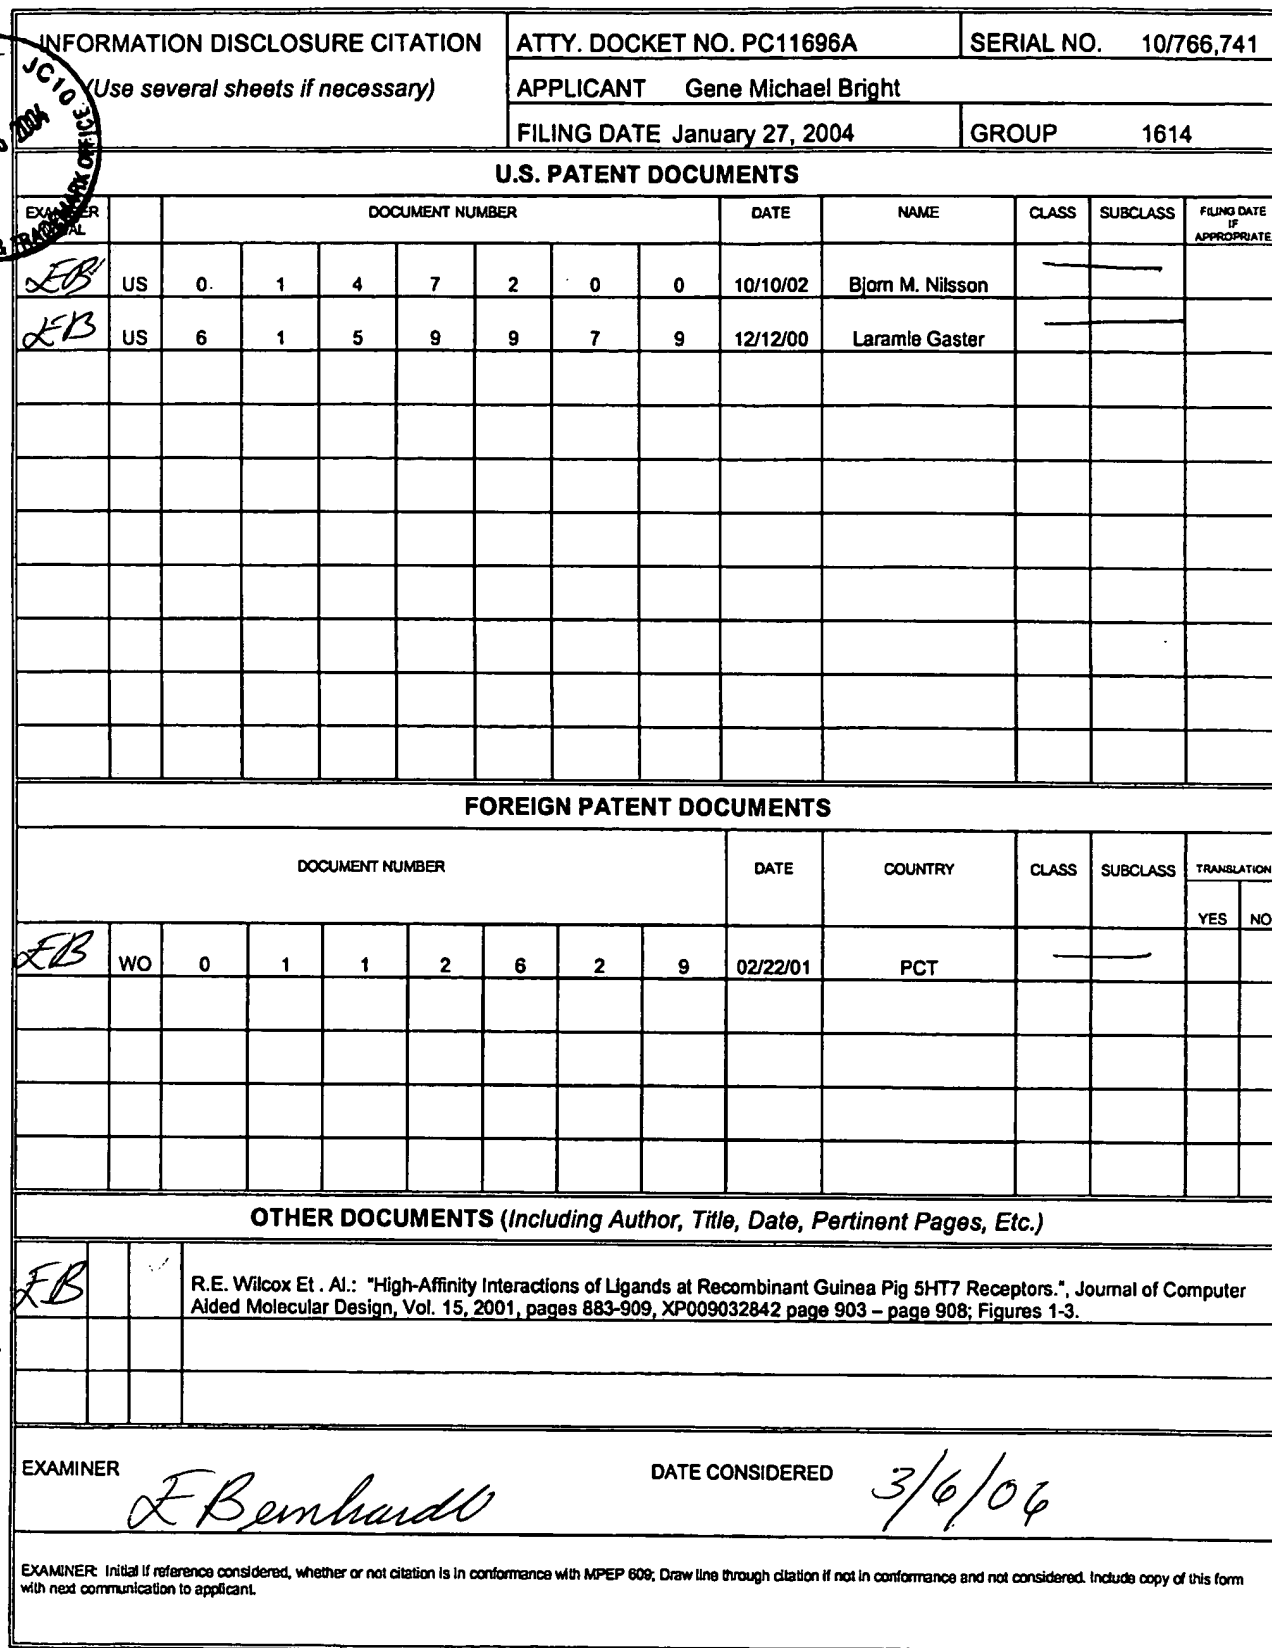 INFORMATION DISCLOSURE CITATION
(Use several sheets if necessary)
ATTY. DOCKET NO. PC11696A
SERIAL NO. 10/766,741
APPLICANT Gene Michael Bright
FILING DATE January 27, 2004
GROUP 1614
JC10
2004
& TRADEMARK OFFICE
U.S. PATENT DOCUMENTS
DOCUMENT NUMBER DATE NAME CLASS SUBCLASS FILING DATE IF APPROPRIATE
EB US 0 1 4 7 2 0 0 10/10/02 Bjorn M. Nilsson
EB US 6 1 5 9 9 7 9 12/12/00 Laramie Gaster
FOREIGN PATENT DOCUMENTS
DOCUMENT NUMBER DATE COUNTRY CLASS SUBCLASS TRANSLATION
YES NO
EB WO 0 1 1 2 6 2 9 02/22/01 PCT
OTHER DOCUMENTS (Including Author, Title, Date, Pertinent Pages, Etc.)
EB R.E. Wilcox Et . Al.: "High-Affinity Interactions of Ligands at Recombinant Guinea Pig 5HT7 Receptors.", Journal of Computer
Aided Molecular Design, Vol. 15, 2001, pages 883-909, XP009032842 page 903 – page 908; Figures 1-3.
EXAMINER E Bernhardt DATE CONSIDERED 3/6/06
EXAMINER: Initial if reference considered, whether or not citation is in conformance with MPEP 609; Draw line through citation if not in conformance and not considered. Include copy of this form
with next communication to applicant.